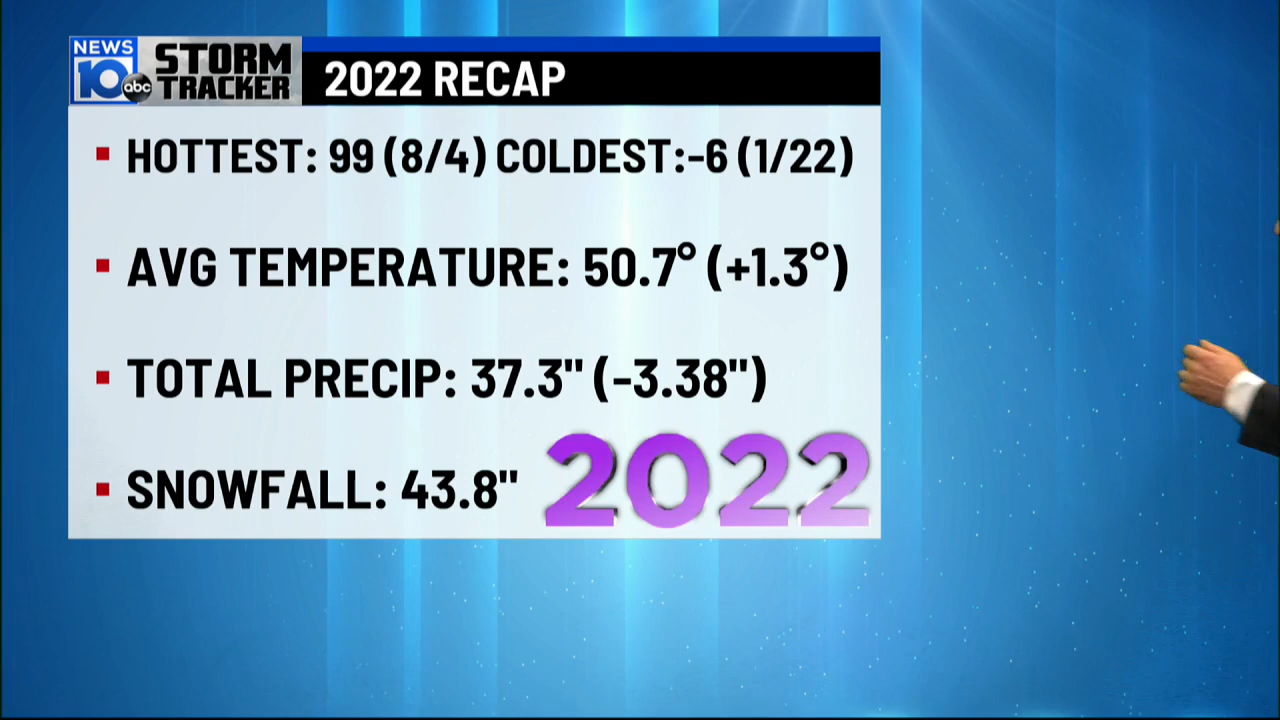 NEWS
10 abc
STORM
TRACKER
2022 RECAP
HOTTEST: 99 (8/4) COLDEST:-6 (1/22)
AVG TEMPERATURE: 50.7° (+1.3°)
TOTAL PRECIP: 37.3" (-3.38")
SNOWFALL: 43.8"
2022